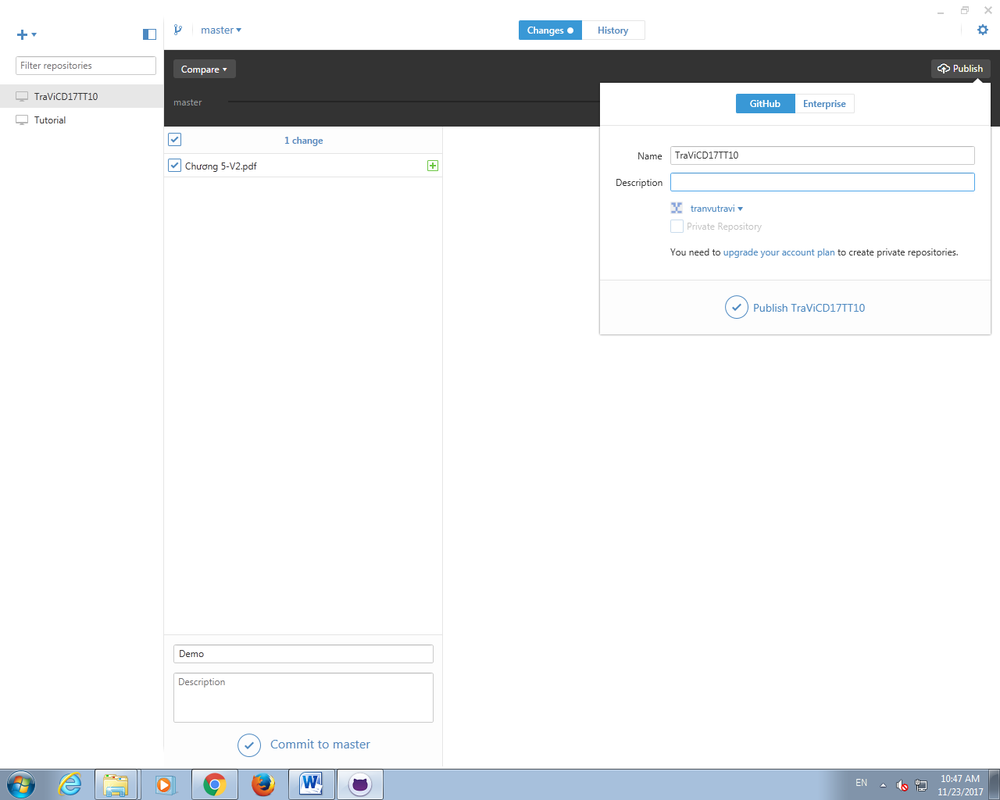 master
Changes
History
Filter repositories
TraViCD17TT10
Tutorial
Compare
Publish
master
GitHub
Enterprise
1 change
Chương 5-V2.pdf
Name
TraViCD17TT10
Description
tranvutravi
Private Repository
You need to upgrade your account plan to create private repositories.
Publish TraViCD17TT10
Demo
Description
Commit to master
EN
10:47 AM
11/23/2017